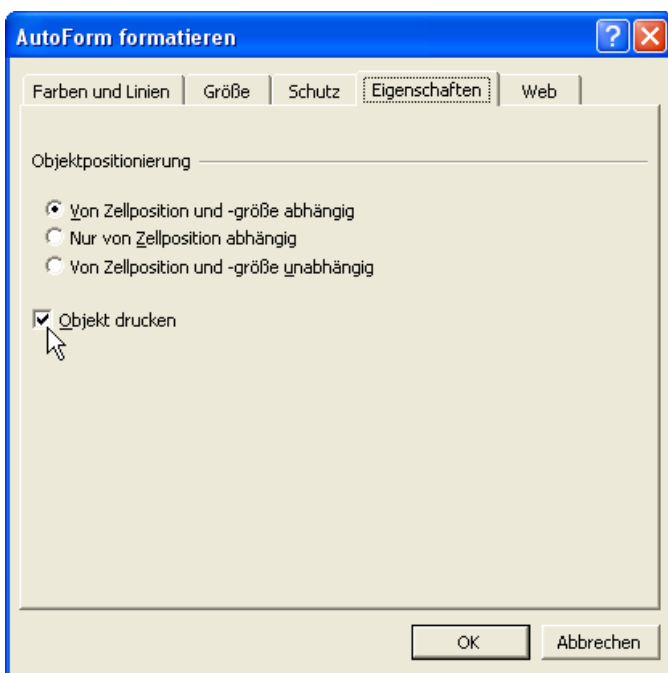 AutoForm formatieren
Farben und Linien Größe Schutz Eigenschaften Web
Objektpositionierung
Von Zellposition und -größe abhängig
Nur von Zellposition abhängig
Von Zellposition und -größe unabhängig
Objekt drucken
OK Abbrechen